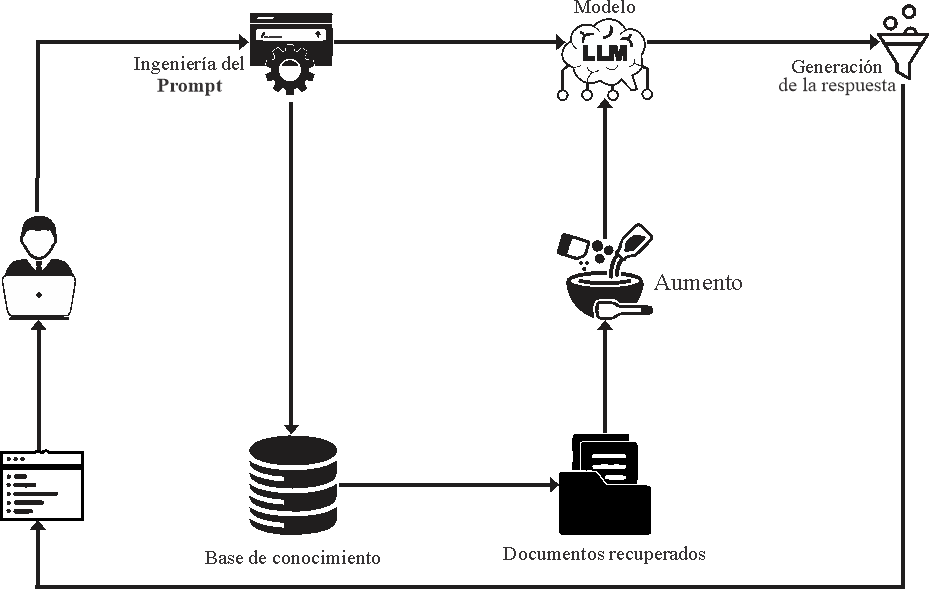 Modelo
LLM
Ingeniería del
Prompt
Generación
de la respuesta
Aumento
Base de conocimiento
Documentos recuperados